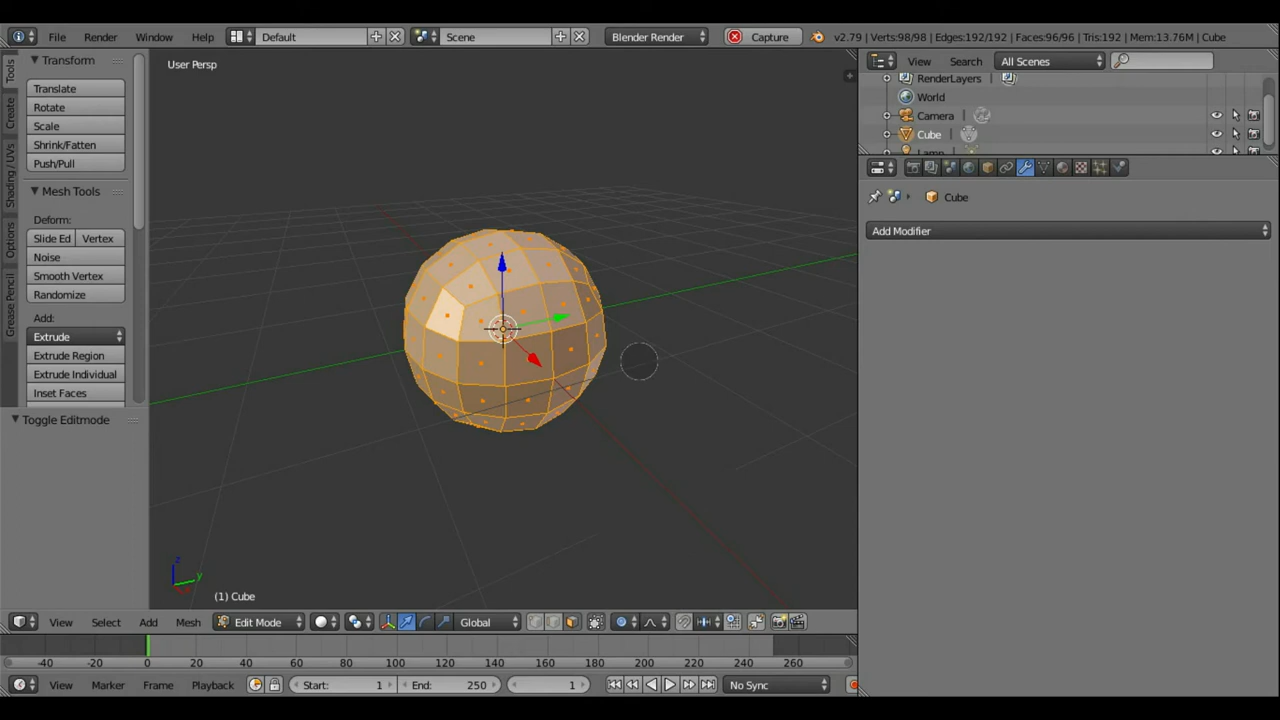 File Render Window Help Default Scene Blender Render Capture v2.79 | Verts:98/98 | Edges:192/192 | Faces:96/96 | Tris:192 | Mem:13.76M | Cube
Tools
Create
Shading / UVs
Options
Grease Pencil
Transform
Translate
Rotate
Scale
Shrink/Fatten
Push/Pull
Mesh Tools
Deform:
Slide Ed Vertex
Noise
Smooth Vertex
Randomize
Add:
Extrude
Extrude Region
Extrude Individual
Inset Faces
Toggle Editmode
User Persp
z
y
(1) Cube
View Select Add Mesh Edit Mode Global
View Search All Scenes
RenderLayers
World
Camera
Cube
Lamp
Cube
Add Modifier
-40 -20 0 20 40 60 80 100 120 140 160 180 200 220 240 260
View Marker Frame Playback Start: 1 End: 250 1 No Sync